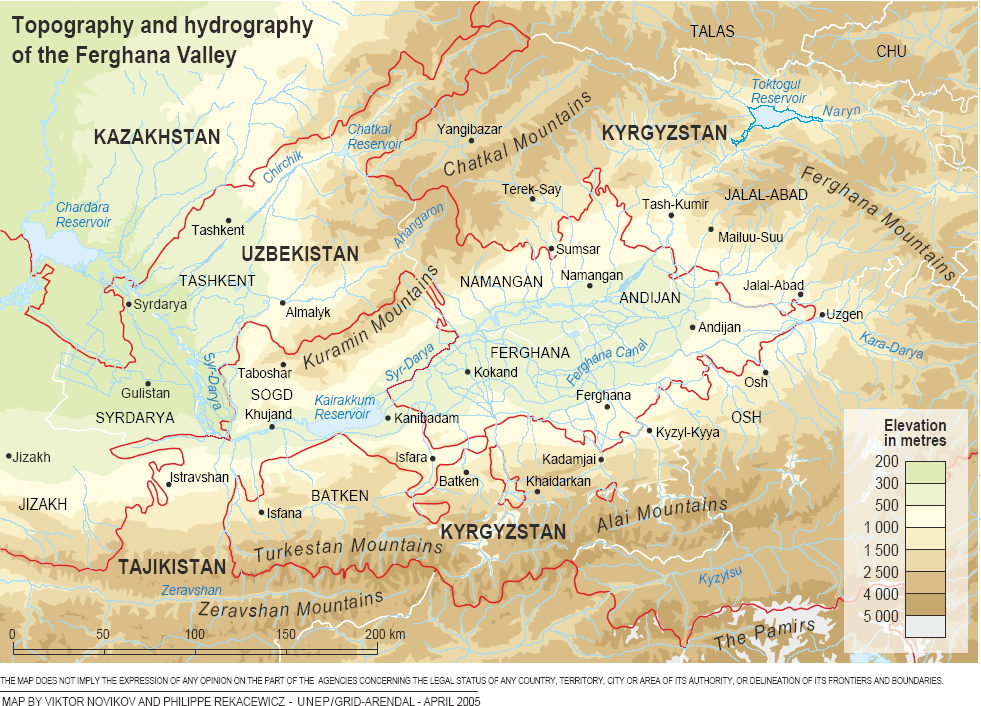 Topography and hydrography
of the Ferghana Valley
TALAS
CHU
Toktogul
Reservoir
Naryn
KAZAKHSTAN
Chatkal
Reservoir
Yangibazar
Chatkal Mountains
KYRGYZSTAN
Chirchik
Terek-Say
JALAL-ABAD
Ferghana Mountains
Chardara
Reservoir
Tash-Kumir
Ahangaron
Tashkent
Mailuu-Suu
UZBEKISTAN
Sumsar
TASHKENT
NAMANGAN
Namangan
Jalal-Abad
ANDIJAN
Syrdarya
Almalyk
Uzgen
Kuramin Mountains
Andijan
Kara-Darya
Syr-Darya
Syr-Darya
FERGHANA
Ferghana Canal
Taboshar
Kokand
Osh
Gulistan
SOGD
Kairakkum
Reservoir
Ferghana
SYRDARYA
Khujand
Kanibadam
OSH
Kyzyl-Kyya
Elevation
in metres
Jizakh
Isfara
Kadamjai
200
300
500
1 000
1 500
2 500
4 000
5 000
Istravshan
Batken
Khaidarkan
JIZAKH
BATKEN
Isfana
Alai Mountains
KYRGYZSTAN
Turkestan Mountains
TAJIKISTAN
Kyzylsu
Zeravshan
Zeravshan Mountains
The Pamirs
0 50 100 150 200 km
THE MAP DOES NOT IMPLY THE EXPRESSION OF ANY OPINION ON THE PART OF THE AGENCIES CONCERNING THE LEGAL STATUS OF ANY COUNTRY, TERRITORY, CITY OR AREA OF ITS AUTHORITY, OR DELINEATION OF ITS FRONTIERS AND BOUNDARIES.
MAP BY VIKTOR NOVIKOV AND PHILIPPE REKACEWICZ - UNEP/GRID-ARENDAL - APRIL 2005